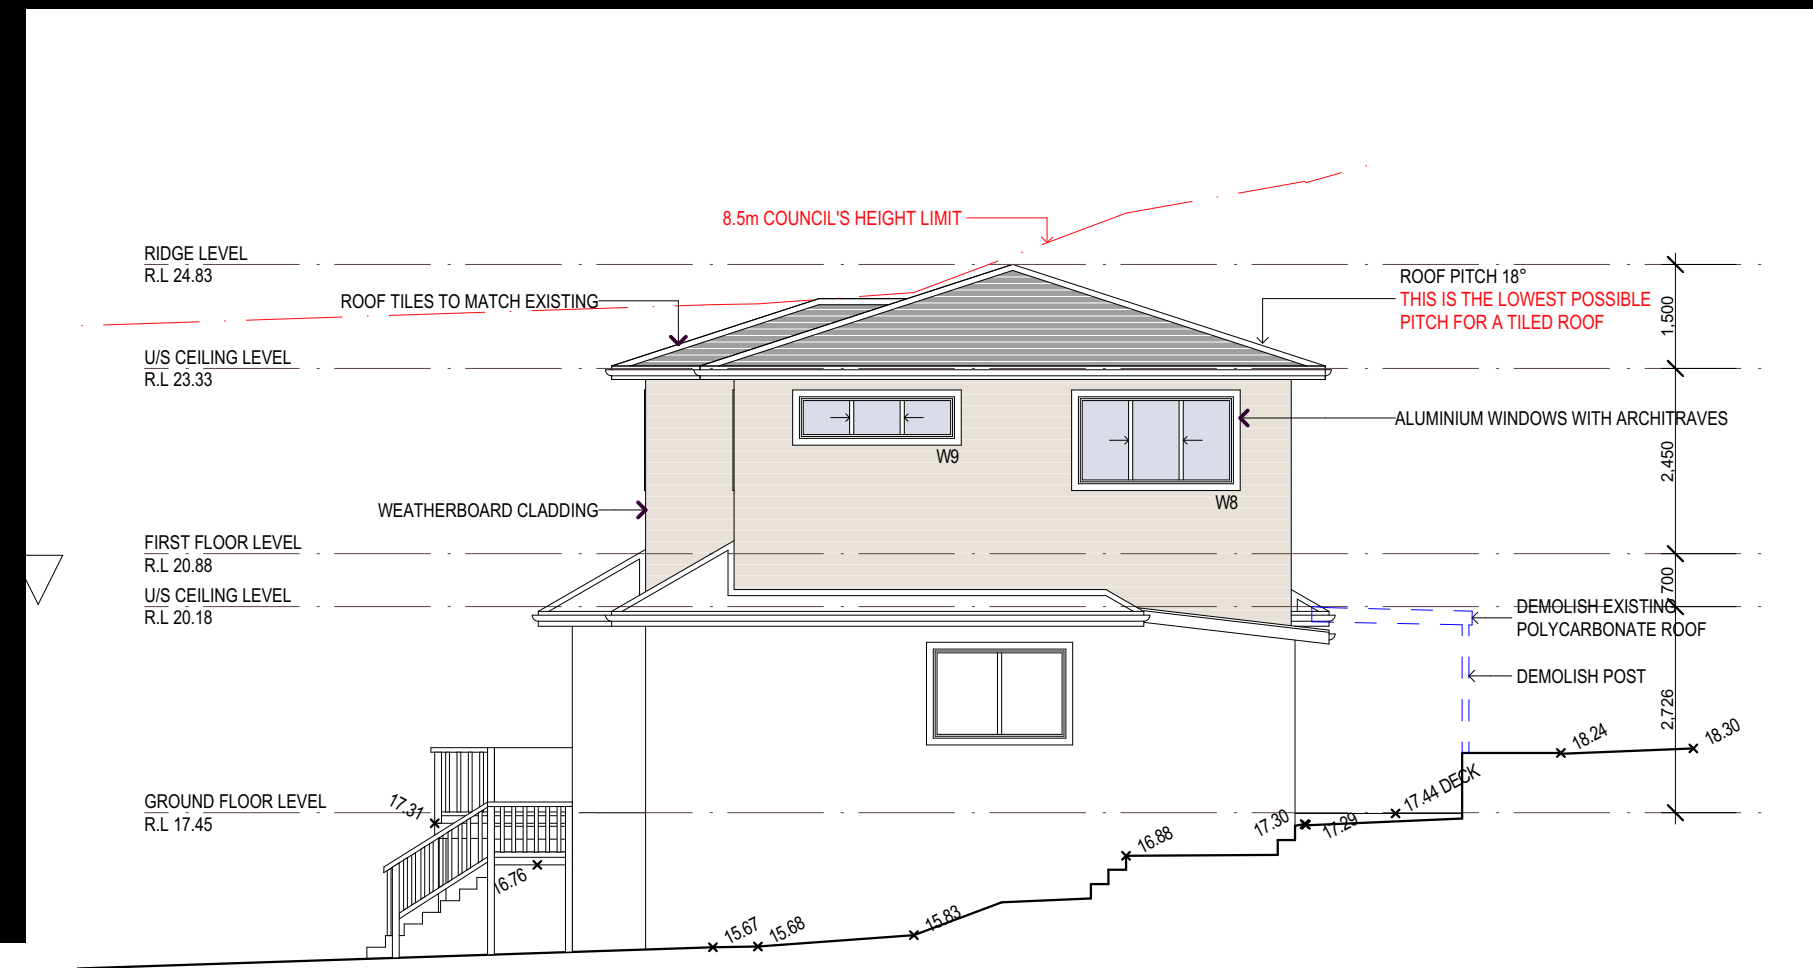 8.5m COUNCIL'S HEIGHT LIMIT
RIDGE LEVEL
R.L 24.83
ROOF TILES TO MATCH EXISTING
ROOF PITCH 18°
THIS IS THE LOWEST POSSIBLE
PITCH FOR A TILED ROOF
1,500
U/S CEILING LEVEL
R.L 23.33
ALUMINIUM WINDOWS WITH ARCHITRAVES
W9
2,450
W8
WEATHERBOARD CLADDING
FIRST FLOOR LEVEL
R.L 20.88
700
U/S CEILING LEVEL
R.L 20.18
DEMOLISH EXISTING
POLYCARBONATE ROOF
DEMOLISH POST
2,726
18.24
18.30
GROUND FLOOR LEVEL
R.L 17.45
17.31
17.44 DECK
17.30
17.29
16.88
16.76
15.67
15.68
15.83